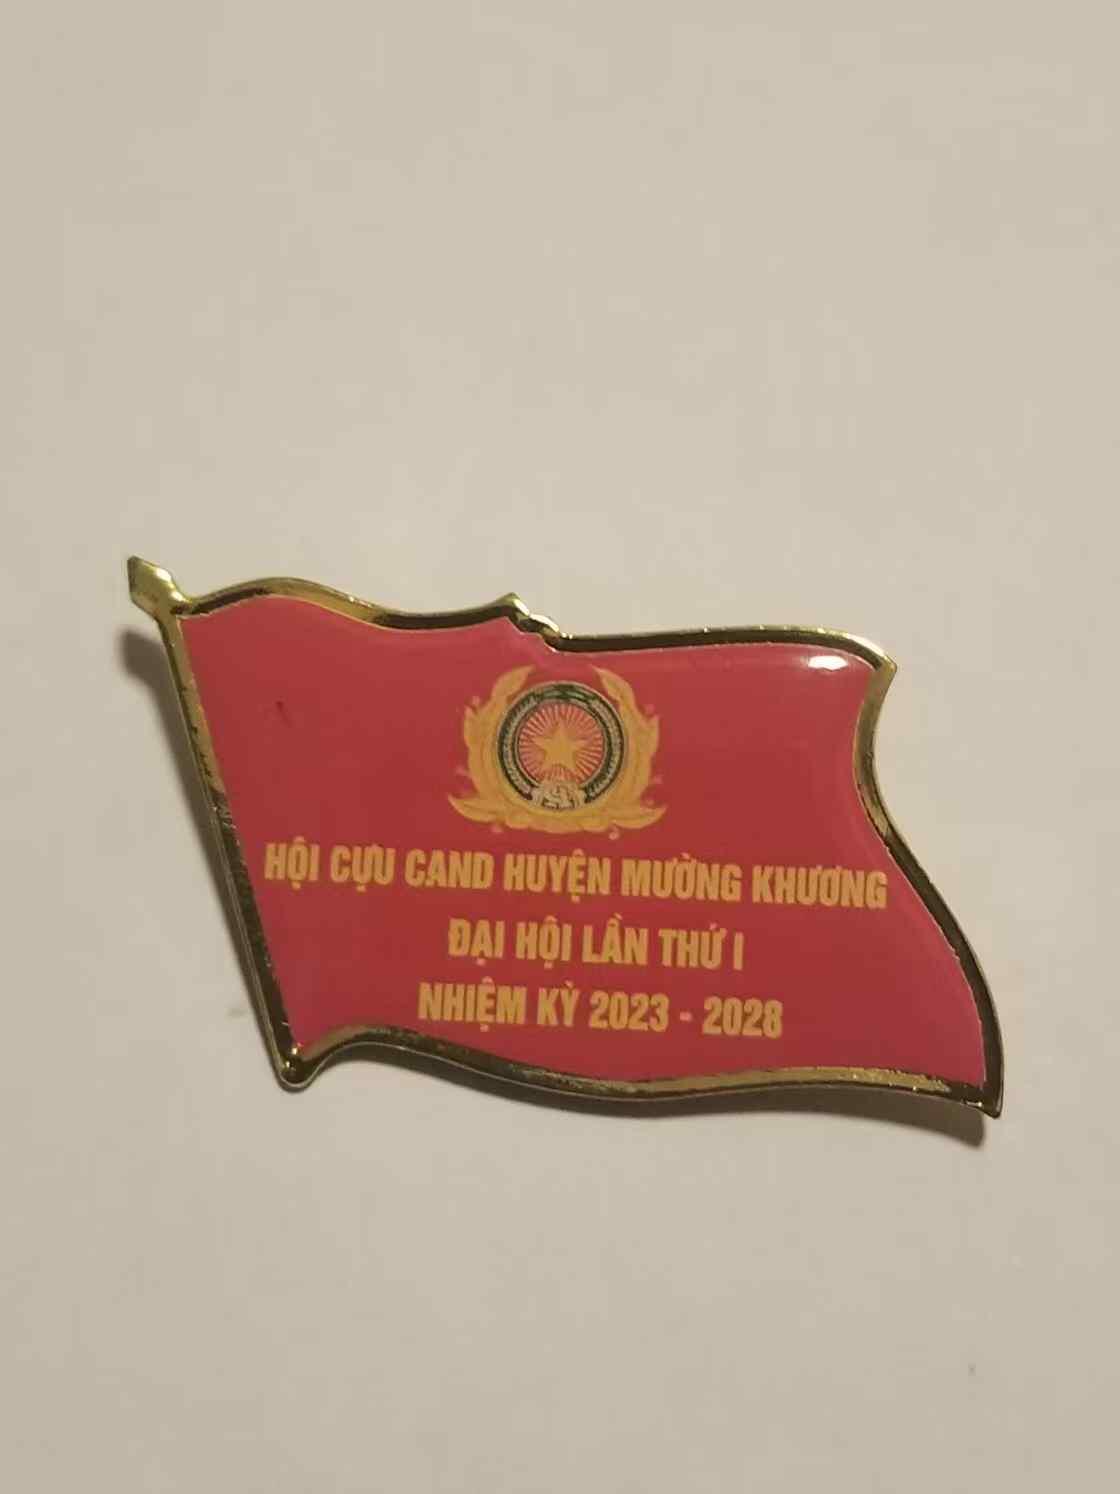 HỘI CỰU CAND HUYỆN MƯỜNG KHƯƠNG
ĐẠI HỘI LẦN THỨ I
NHIỆM KỲ 2023 - 2028